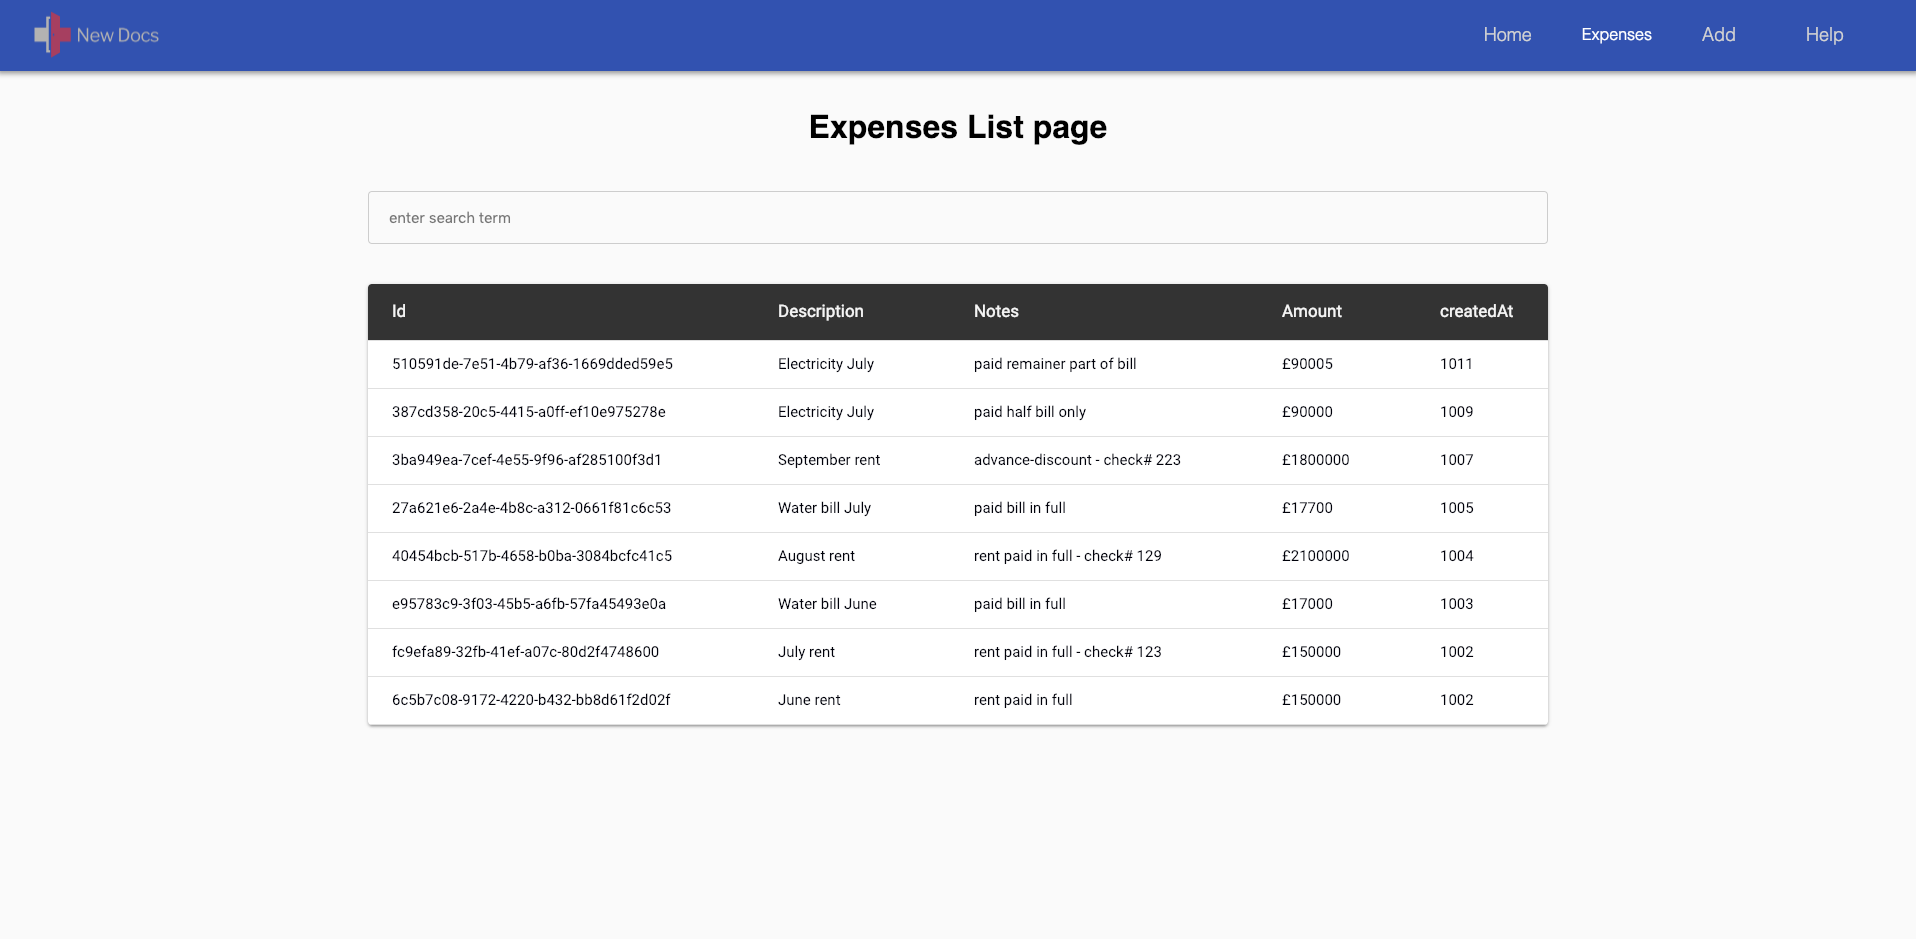 New Docs
Home Expenses Add Help
Expenses List page
enter search term
Id Description Notes Amount createdAt
510591de-7e51-4b79-af36-1669dded59e5 Electricity July paid remainer part of bill £90005 1011
387cd358-20c5-4415-a0ff-ef10e975278e Electricity July paid half bill only £90000 1009
3ba949ea-7cef-4e55-9f96-af285100f3d1 September rent advance-discount - check# 223 £1800000 1007
27a621e6-2a4e-4b8c-a312-0661f81c6c53 Water bill July paid bill in full £17700 1005
40454bcb-517b-4658-b0ba-3084bcfc41c5 August rent rent paid in full - check# 129 £2100000 1004
e95783c9-3f03-45b5-a6fb-57fa45493e0a Water bill June paid bill in full £17000 1003
fc9efa89-32fb-41ef-a07c-80d2f4748600 July rent rent paid in full - check# 123 £150000 1002
6c5b7c08-9172-4220-b432-bb8d61f2d02f June rent rent paid in full £150000 1002